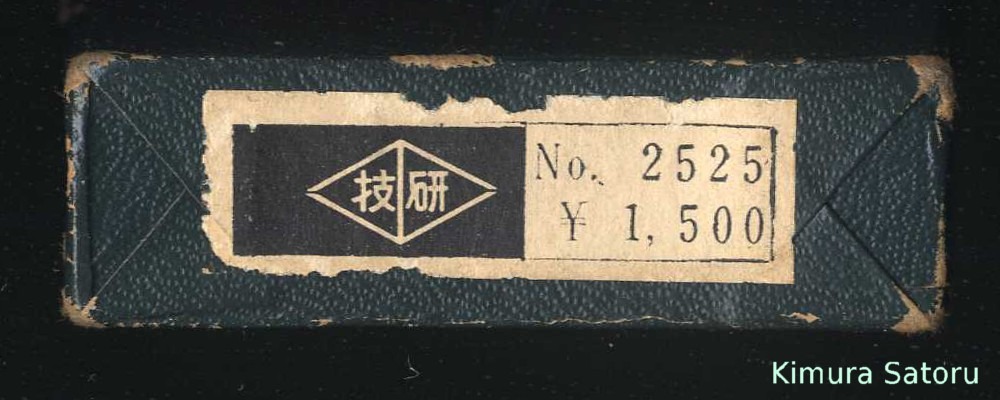 技研
No. 2525
¥ 1,500
Kimura Satoru